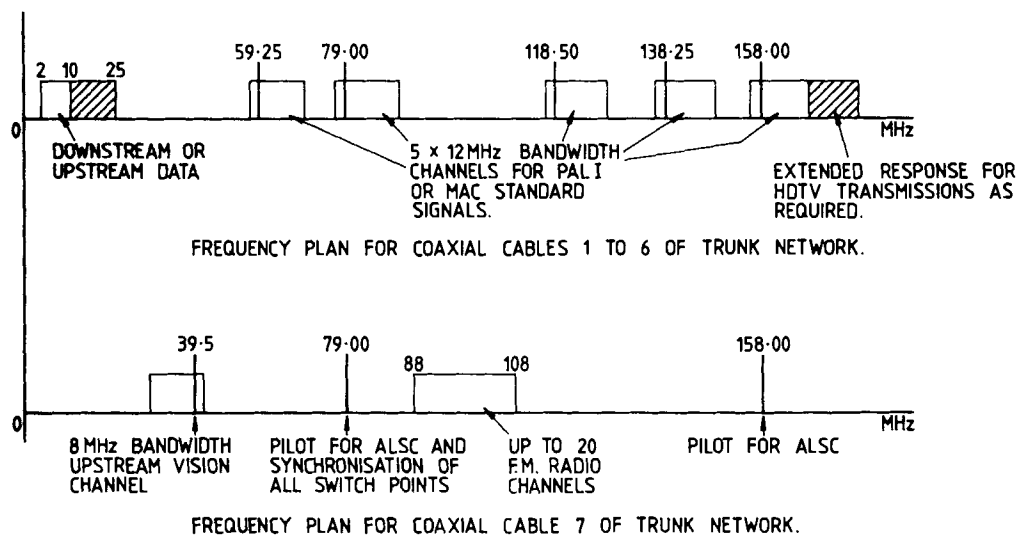 59·25 79·00 118·50 138·25 158·00
2 10 25
0 MHz
DOWNSTREAM OR
UPSTREAM DATA
5 x 12MHz BANDWIDTH
CHANNELS FOR PAL I
OR MAC STANDARD
SIGNALS.
EXTENDED RESPONSE FOR
HDTV TRANSMISSIONS AS
REQUIRED.
FREQUENCY PLAN FOR COAXIAL CABLES 1 TO 6 OF TRUNK NETWORK.
39·5 79·00 158·00
88 108
0 MHz
8 MHz BANDWIDTH
UPSTREAM VISION
CHANNEL
PILOT FOR ALSC AND
SYNCHRONISATION OF
ALL SWITCH POINTS
UP TO 20
F.M. RADIO
CHANNELS
PILOT FOR ALSC
FREQUENCY PLAN FOR COAXIAL CABLE 7 OF TRUNK NETWORK.